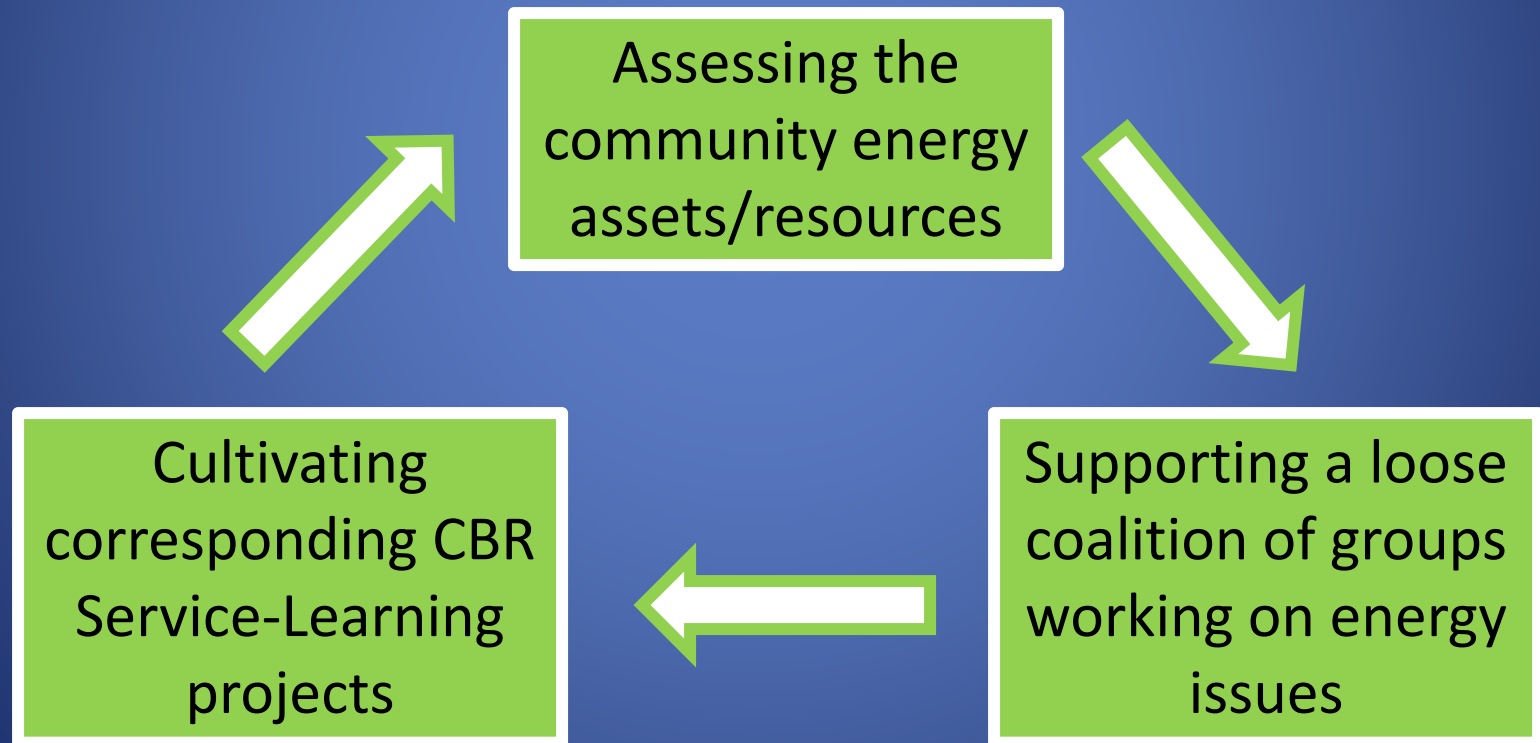 Assessing the
community energy
assets/resources
Cultivating
corresponding CBR
Service-Learning
projects
Supporting a loose
coalition of groups
working on energy
issues